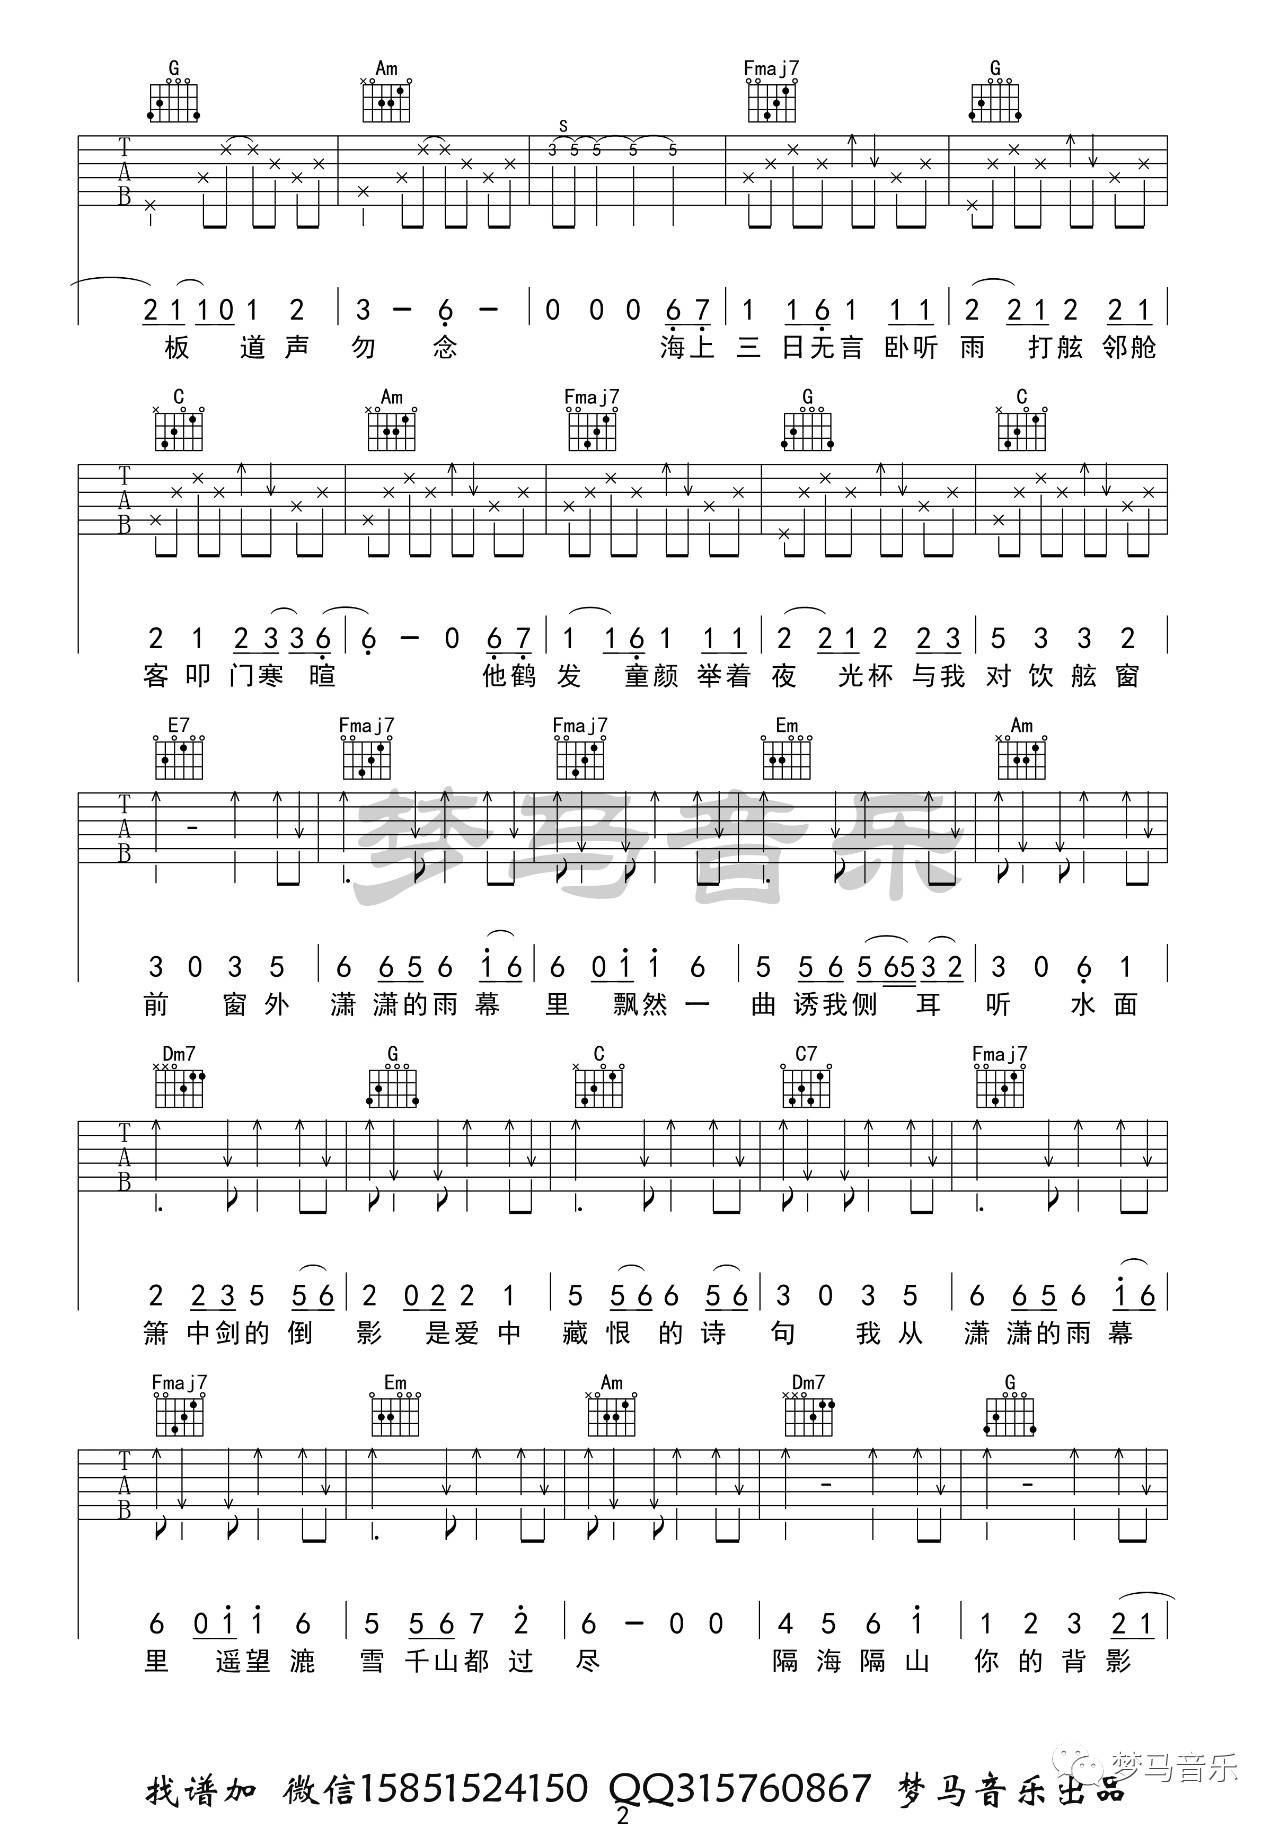 G Am Fmaj7 G
S
T A B 3 5 5 5 5
2 1 1 0 1 2 | 3 - 6 - | 0 0 0 6 7 | 1 1 6 1 1 1 | 2 2 1 2 2 1
板 道 声 勿 念 海上 三 日无言 卧听 雨 打舷 邻舱
C Am Fmaj7 G C
T A B
2 1 2 3 3 6 | 6 - 0 6 7 | 1 1 6 1 1 1 | 2 2 1 2 2 3 | 5 3 3 2
客 叩 门寒 暄 他鹤 发 童颜 举着 夜 光杯 与我 对 饮 舷 窗
E7 Fmaj7 Fmaj7 Em Am
T A B
梦马音乐
3 0 3 5 | 6 6 5 6 1 6 | 6 0 1 1 6 | 5 5 6 5 6 5 3 2 | 3 0 6 1
前 窗 外 潇 潇的雨 幕 里 飘然 一 曲 诱我侧 耳 听 水 面
Dm7 G C C7 Fmaj7
T A B
2 2 3 5 5 6 | 2 0 2 2 1 | 5 5 6 6 5 6 | 3 0 3 5 | 6 6 5 6 1 6
箫 中剑的 倒 影 是爱 中 藏 恨 的 诗 句 我 从 潇 潇的雨 幕
Fmaj7 Em Am Dm7 G
T A B
6 0 1 1 6 | 5 5 6 7 2 | 6 - 0 0 | 4 5 6 1 | 1 2 3 2 1
里 遥望 漉 雪 千山都 过 尽 隔 海 隔 山 你 的 背 影
找谱加 微信15851524150 QQ315760867 梦马音乐出品
梦马音乐
2